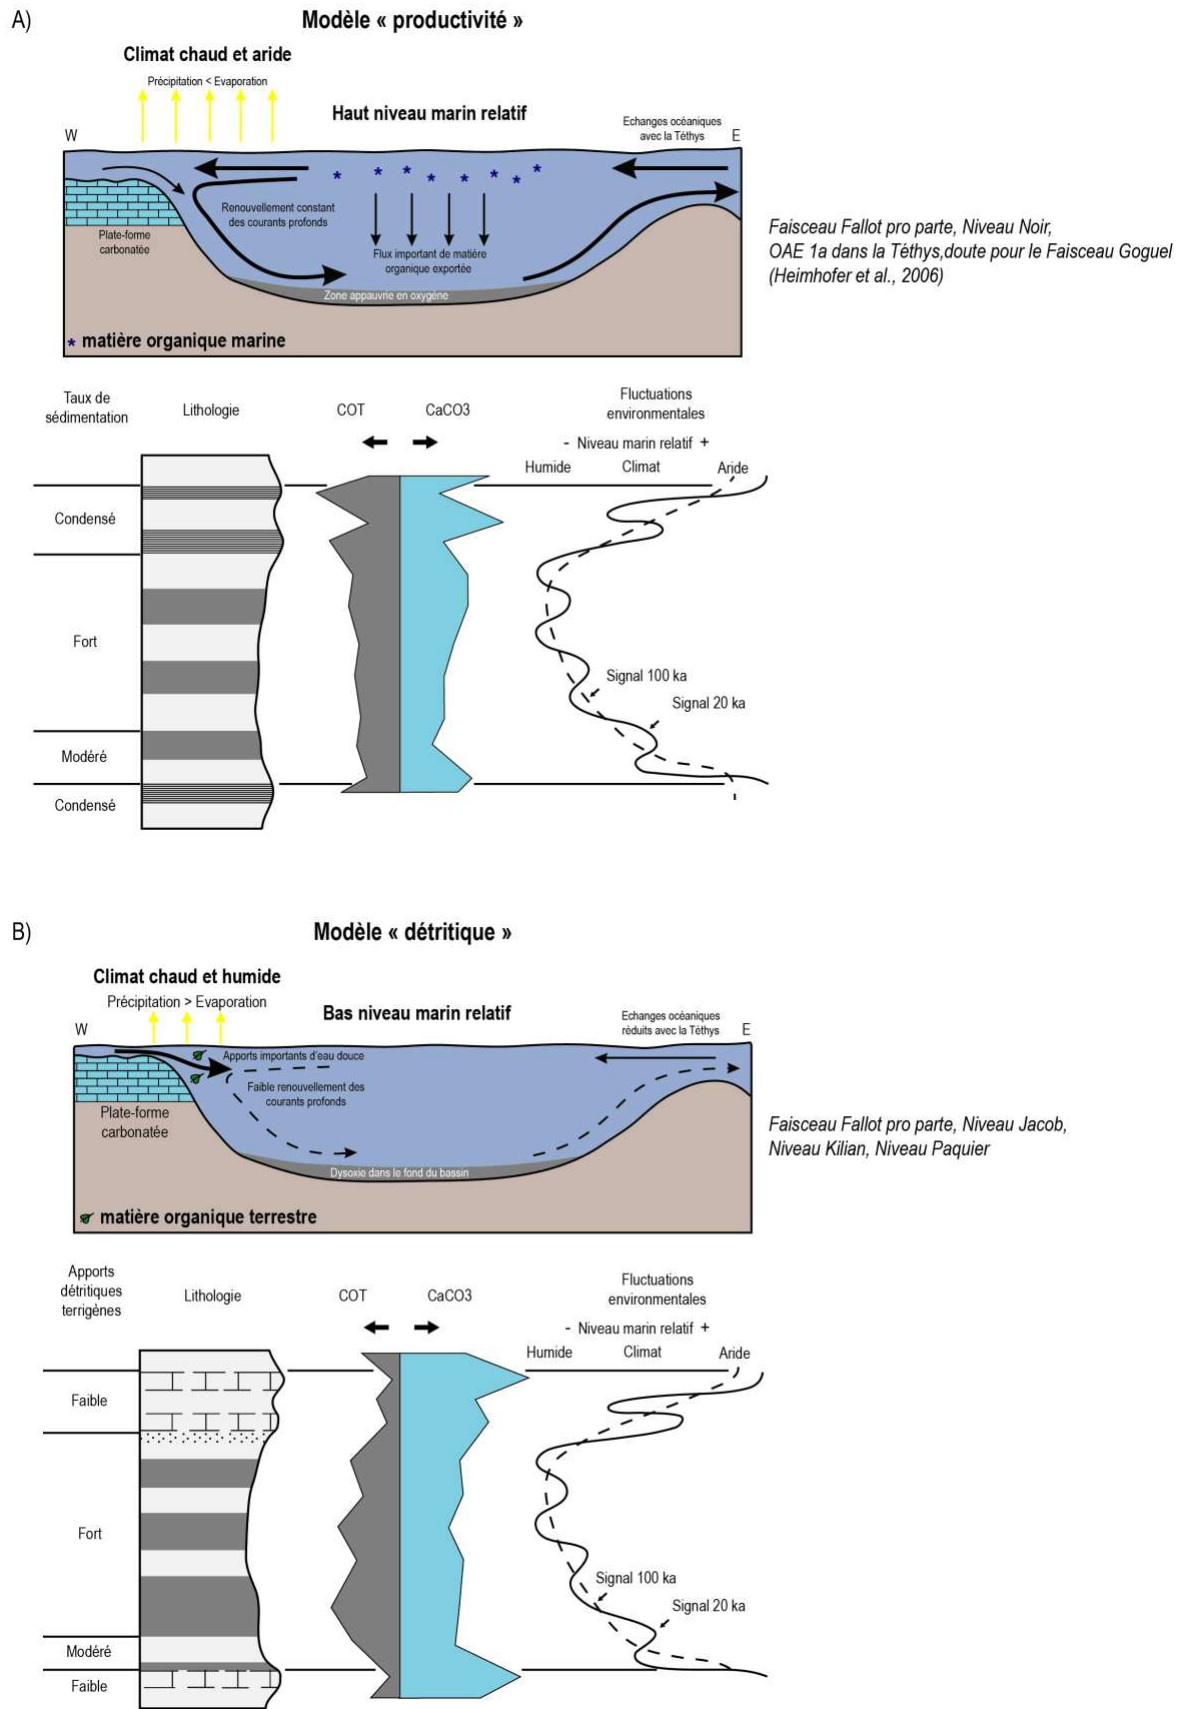 A)
Modèle « productivité »
Climat chaud et aride
Précipitation < Evaporation
Haut niveau marin relatif
Echanges océaniques
avec la Téthys
W
E
Renouvellement constant
des courants profonds
Plate-forme
carbonatée
Flux important de matière
organique exportée
Zone appauvrie en oxygène
* matière organique marine
Faisceau Fallot pro parte, Niveau Noir,
OAE 1a dans la Téthys,doute pour le Faisceau Goguel
(Heimhofer et al., 2006)
Taux de
sédimentation
Lithologie
COT
CaCO3
Fluctuations
environnementales
- Niveau marin relatif +
Humide
Climat
Aride
Condensé
Fort
Signal 100 ka
Signal 20 ka
Modéré
Condensé
B)
Modèle « détritique »
Climat chaud et humide
Précipitation > Evaporation
Bas niveau marin relatif
Echanges océaniques
réduits avec la Téthys
W
E
Apports importants d'eau douce
Faible renouvellement des
courants profonds
Plate-forme
carbonatée
Dysoxie dans le fond du bassin
matière organique terrestre
Faisceau Fallot pro parte, Niveau Jacob,
Niveau Kilian, Niveau Paquier
Apports
détritiques
terrigènes
Lithologie
COT
CaCO3
Fluctuations
environnementales
- Niveau marin relatif +
Humide
Climat
Aride
Faible
Fort
Signal 100 ka
Signal 20 ka
Modéré
Faible